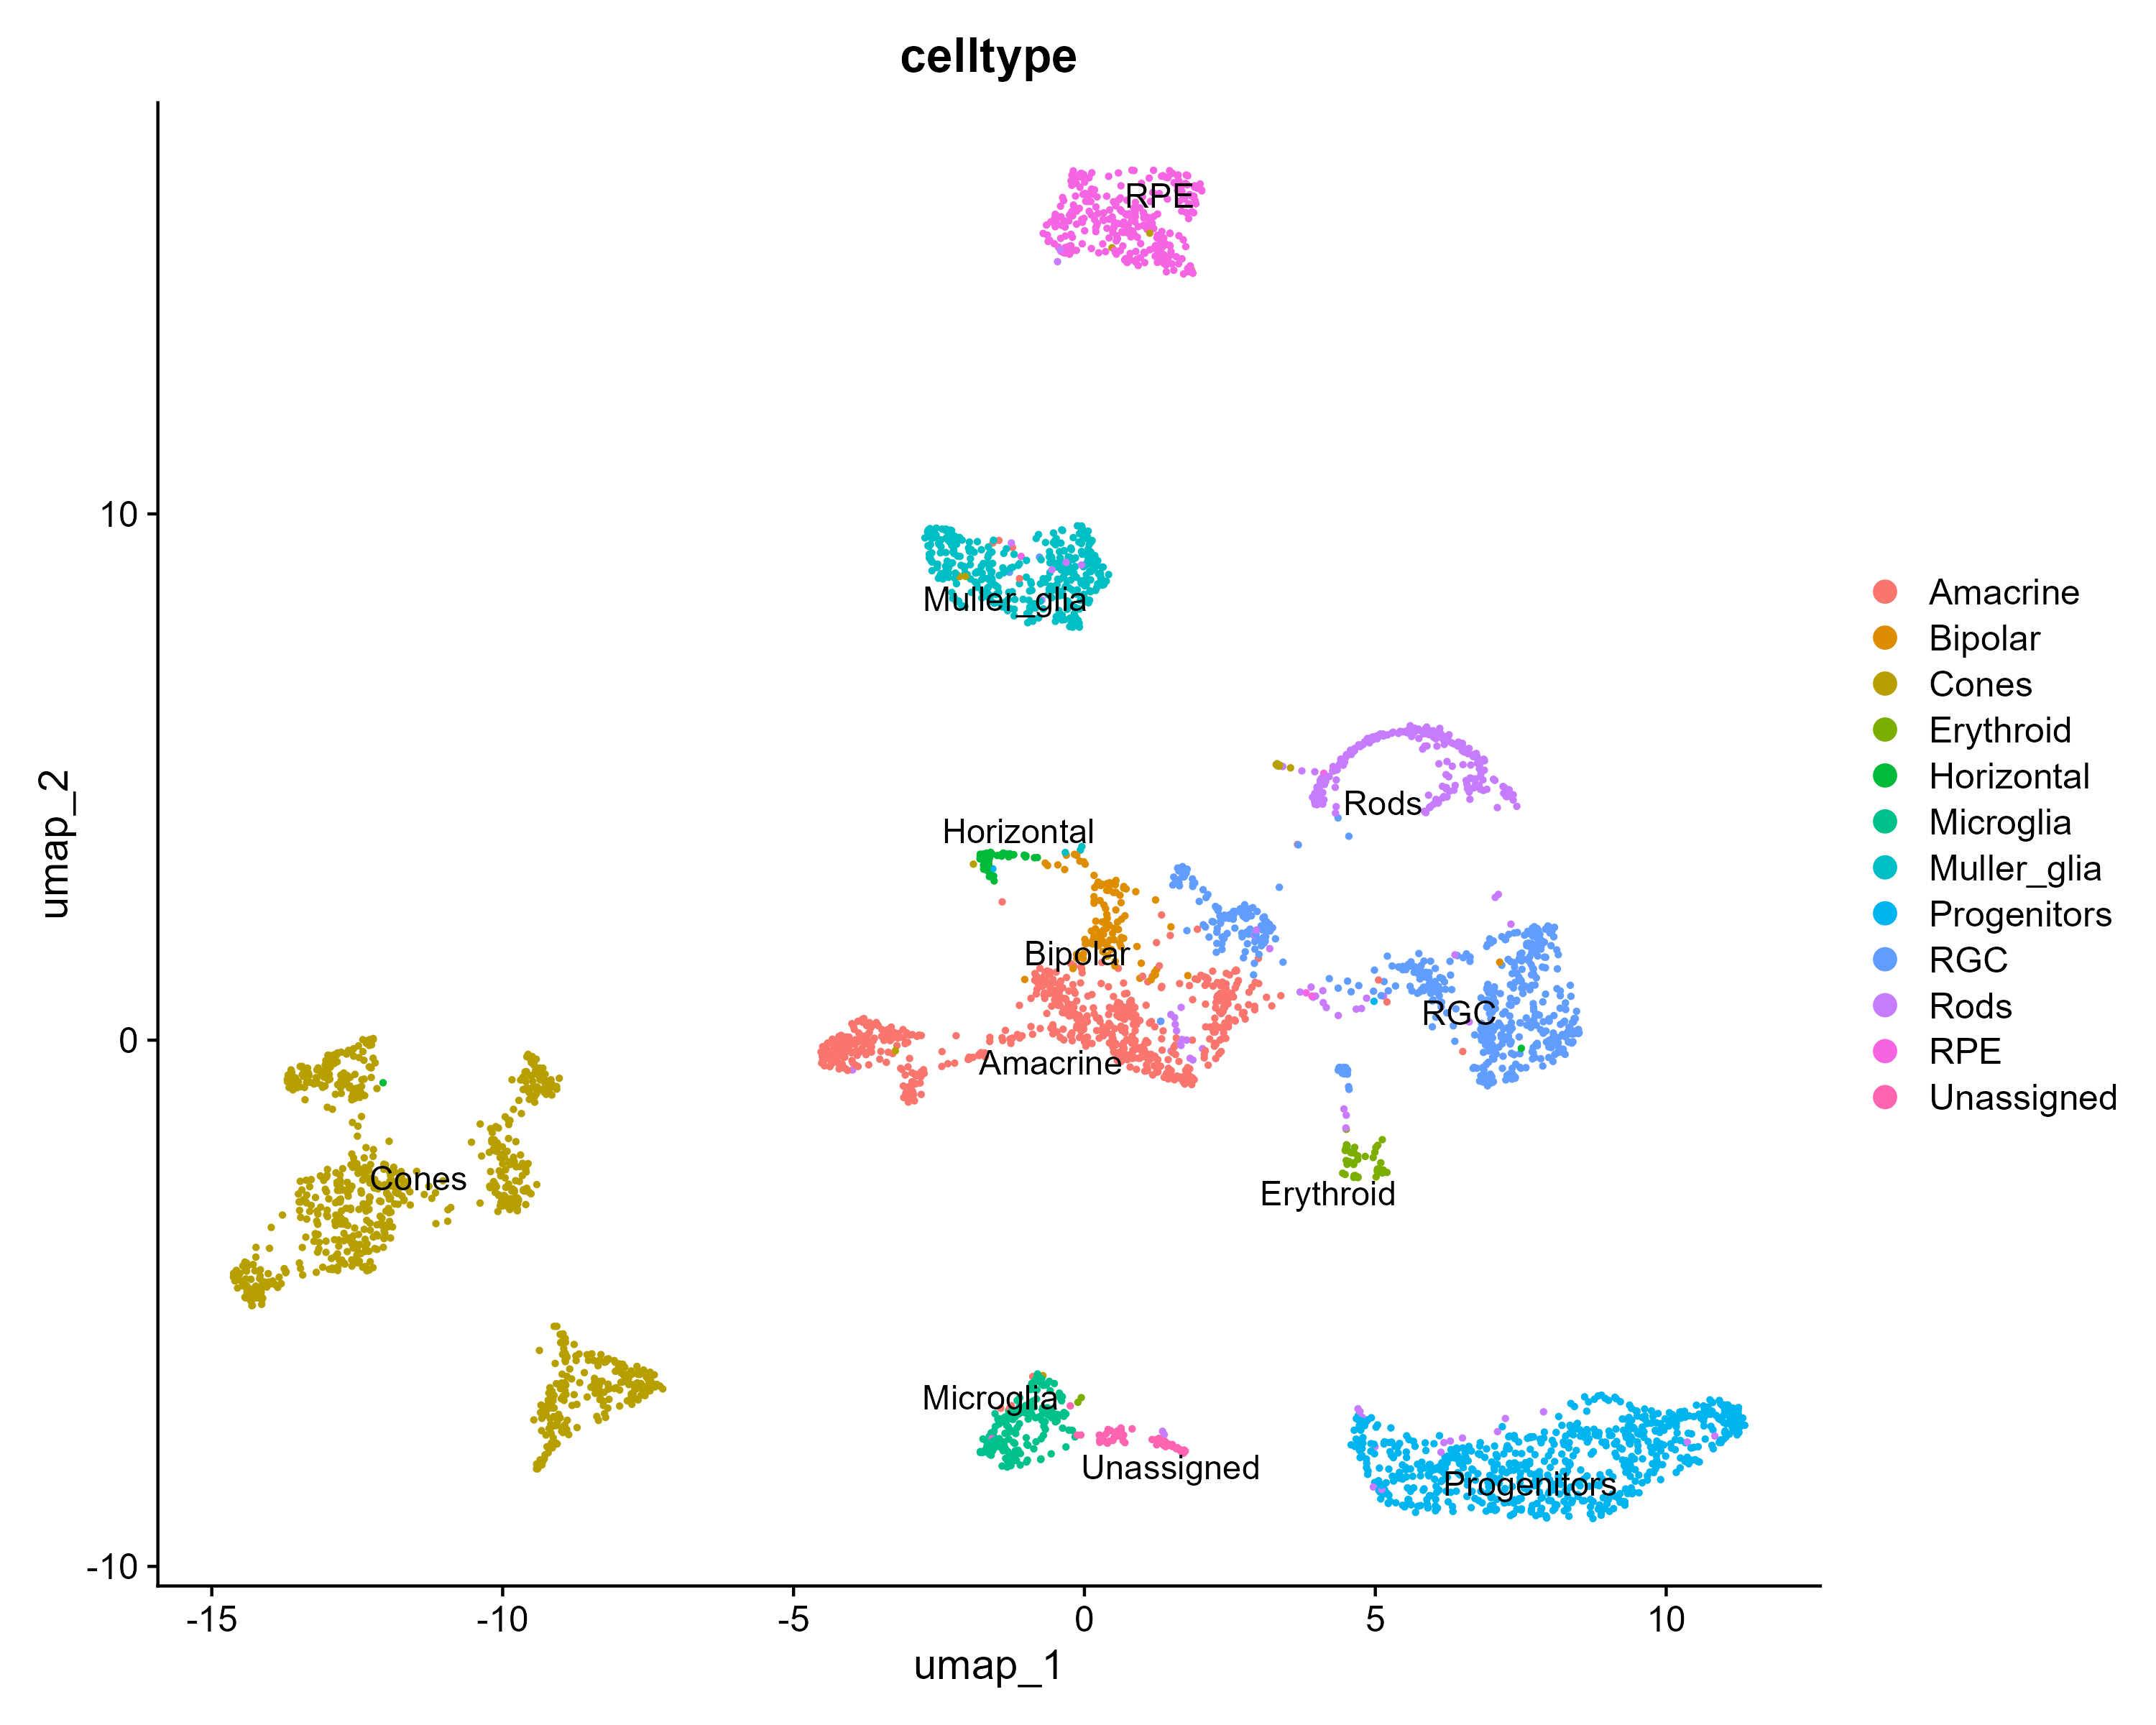 celltype
RPE
10
Muller_glia
Rods
Horizontal
Bipolar
RGC
0
Amacrine
Cones
Erythroid
Microglia
Unassigned
Progenitors
-10
-15
-10
-5
0
5
10
umap_1
umap_2
Amacrine
Bipolar
Cones
Erythroid
Horizontal
Microglia
Muller_glia
Progenitors
RGC
Rods
RPE
Unassigned